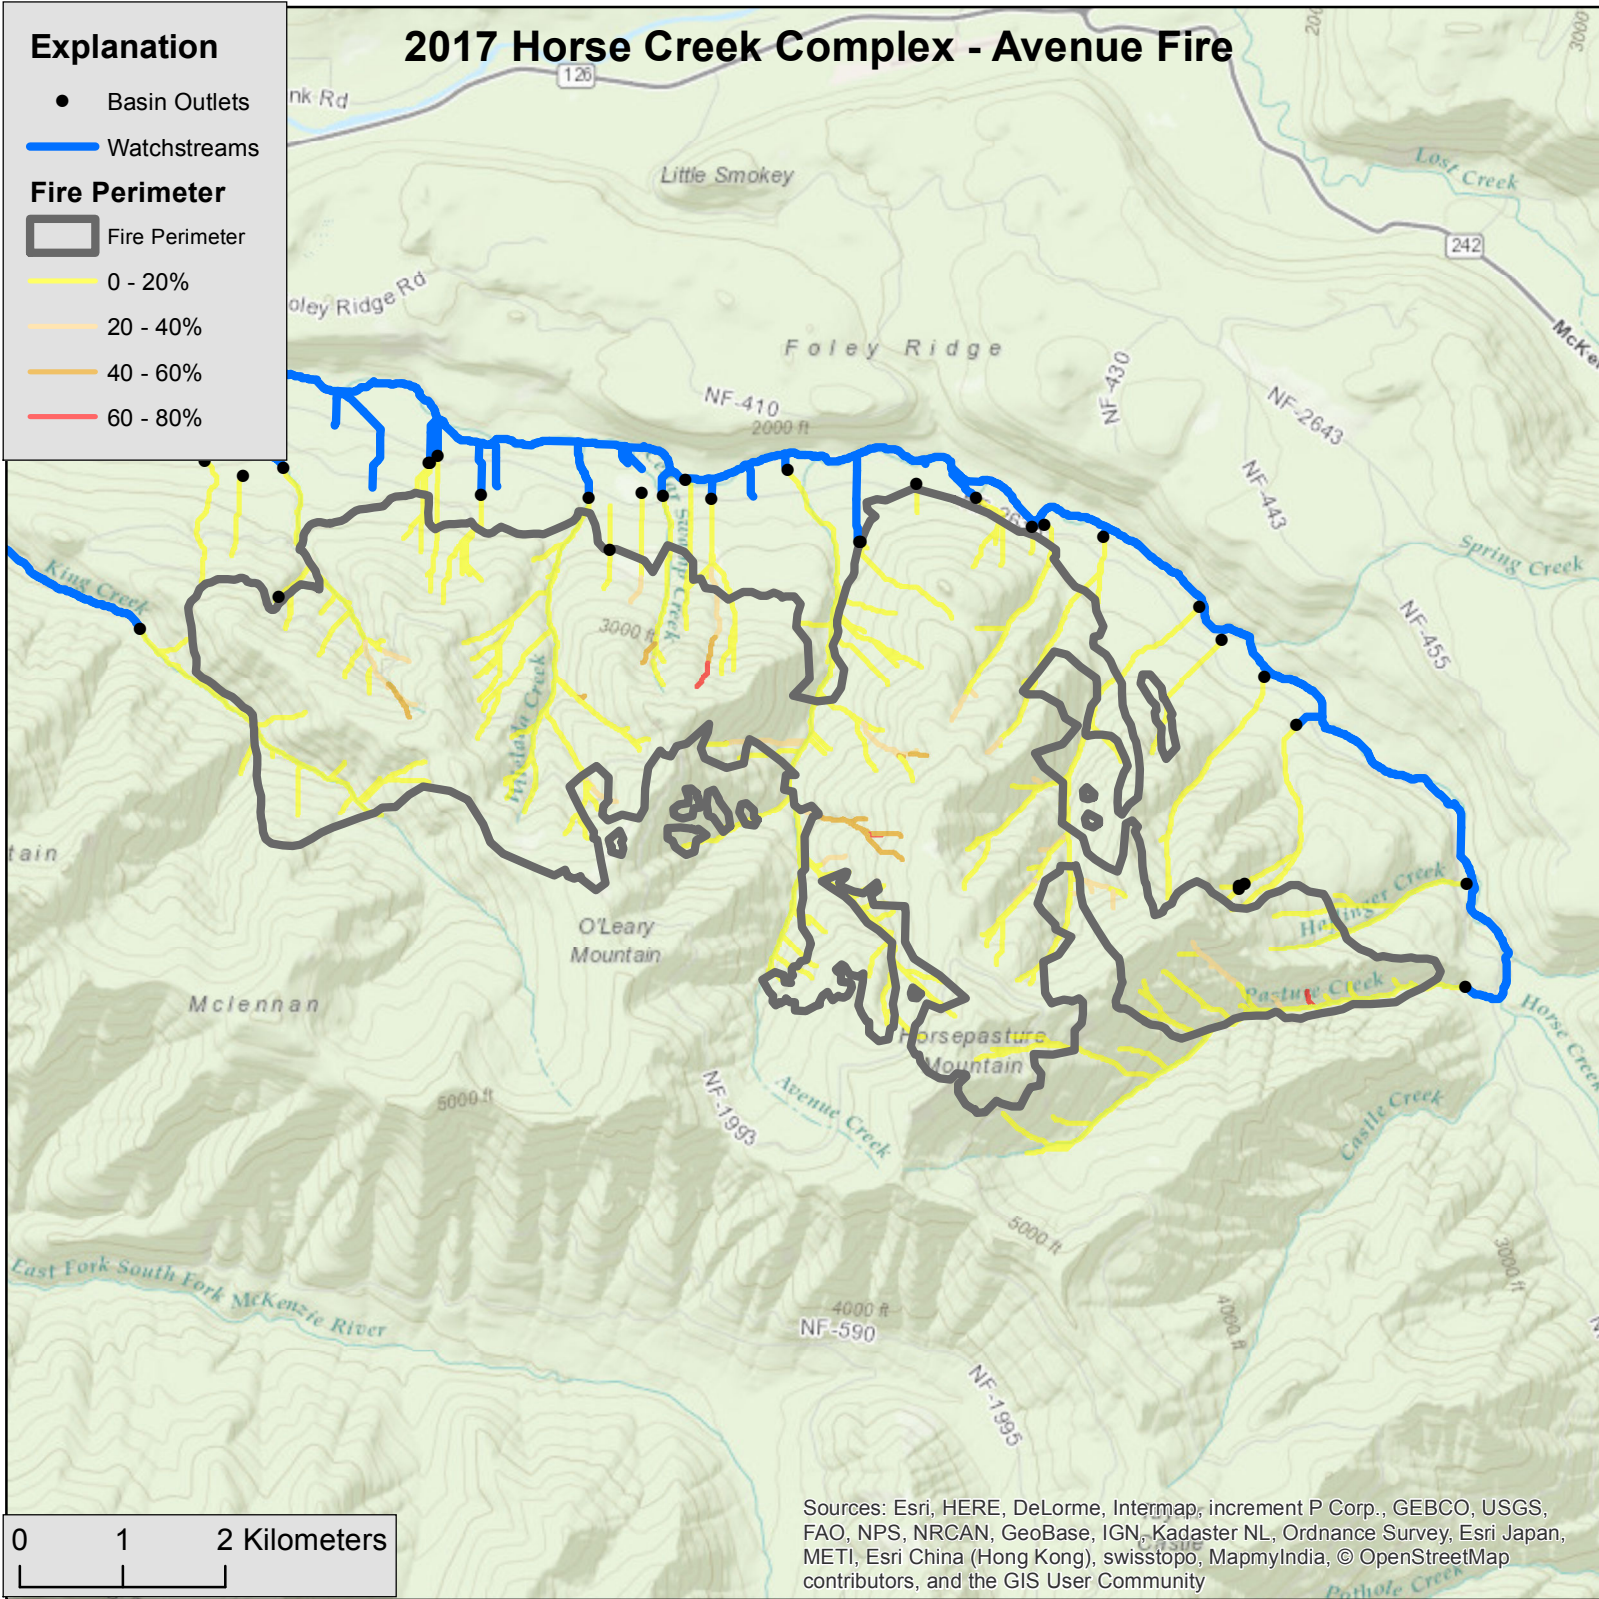 2017 Horse Creek Complex - Avenue Fire
Explanation
Basin Outlets
Watchstreams
Fire Perimeter
Fire Perimeter
0 - 20%
20 - 40%
40 - 60%
60 - 80%
126
nk Rd
Little Smokey
Lost Creek
242
oley Ridge Rd
Foley Ridge
NF-430
NF-2643
NF-410
2000 ft
NF-443
Spring Creek
King Creek
Cedar Swamp Creek
3000 ft
NF-455
Wislada Creek
tain
O'Leary
Mountain
Mclennan
Pasture Creek
Horse Creek
Horsepasture
Mountain
5000 ft
NF-1993
Avenue Creek
Castle Creek
5000 ft
3000 ft
East Fork South Fork McKenzie River
4000 ft
NF-590
4000 ft
NF-1995
Castle
Pothole Creek
0 1 2 Kilometers
Sources: Esri, HERE, DeLorme, Intermap, increment P Corp., GEBCO, USGS,
FAO, NPS, NRCAN, GeoBase, IGN, Kadaster NL, Ordnance Survey, Esri Japan,
METI, Esri China (Hong Kong), swisstopo, MapmyIndia, © OpenStreetMap
contributors, and the GIS User Community